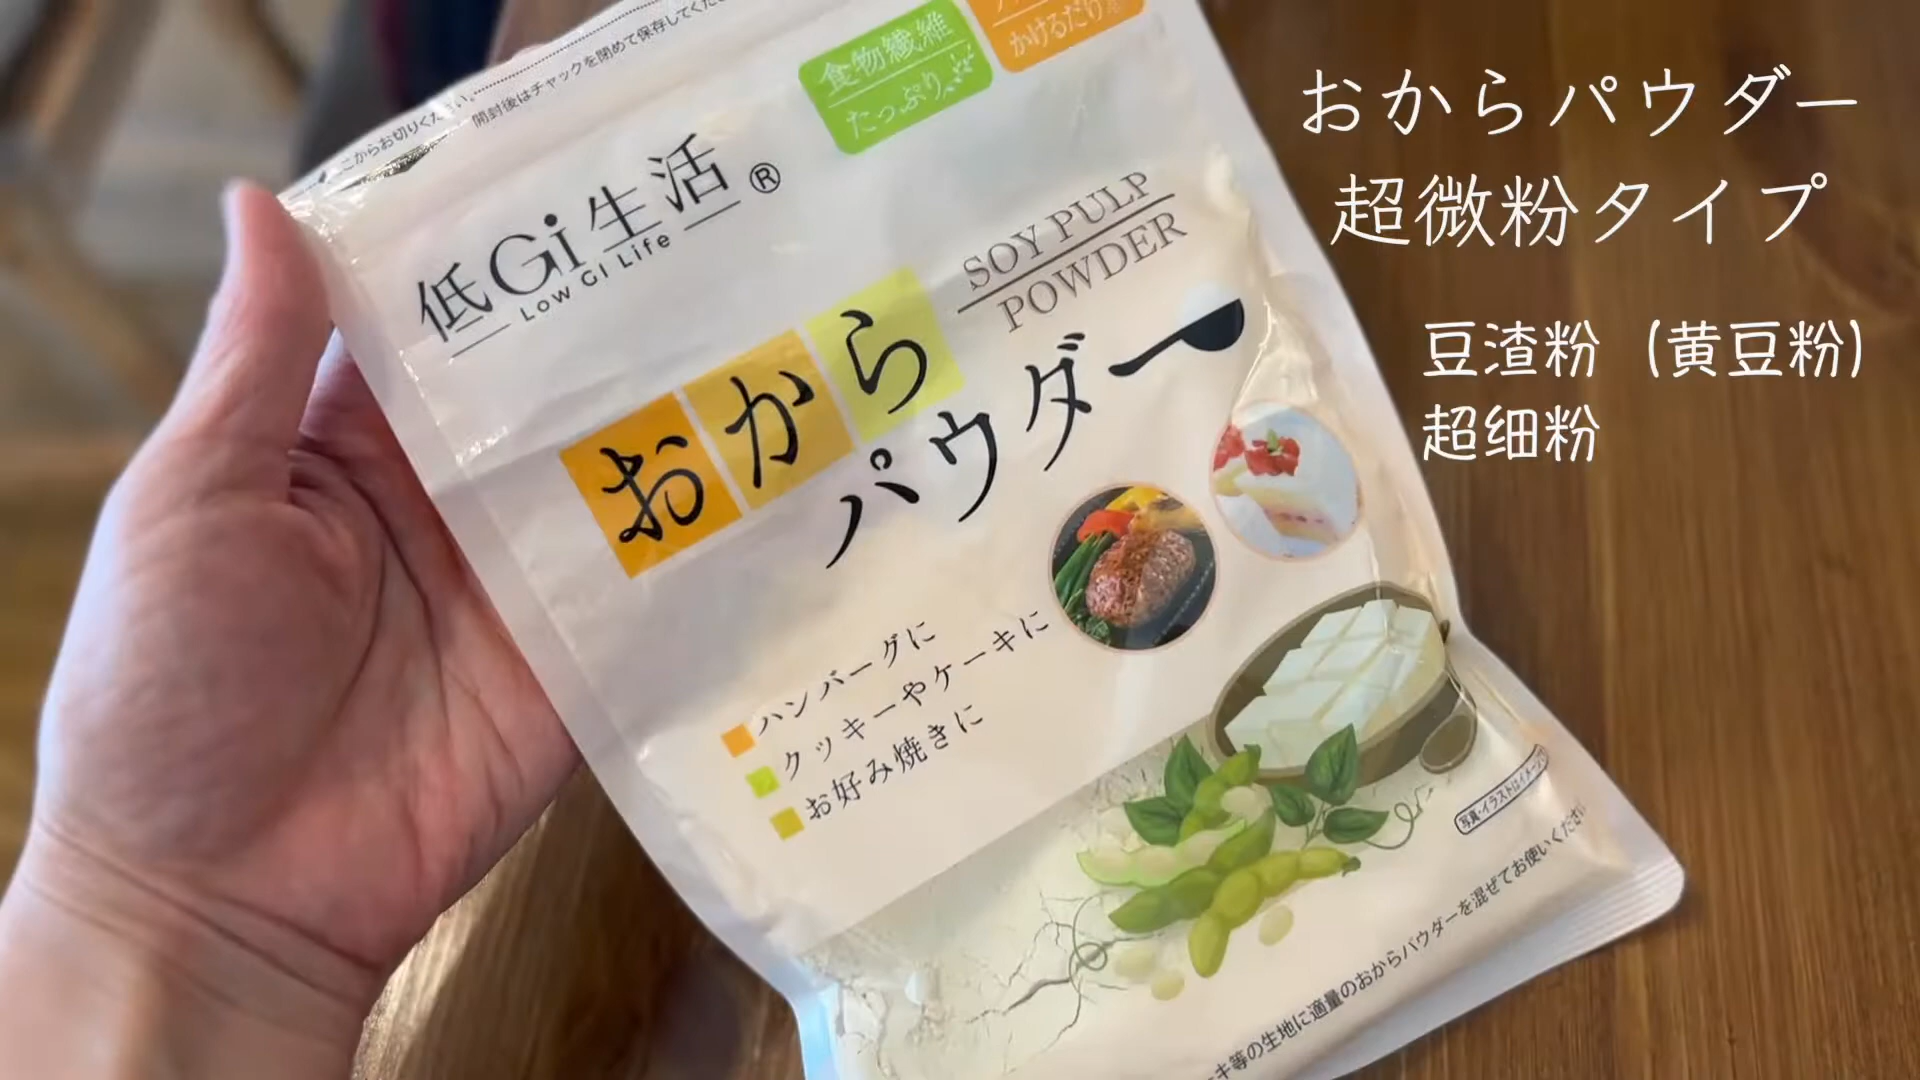 開封後はチャックを閉めて保存してくださ
食物繊維
たっぷり
かけるだけ
低Gi生活®
LOW GI Life
SOY PULP
POWDER
おから
パウダー
ハンバーグに
クッキーやケーキに
お好み焼きに
写真・イラストはイメージ
キ等の生地に適量のおからパウダーを混ぜてお使いくださ
おからパウダー
超微粉タイプ
豆渣粉（黄豆粉）
超细粉